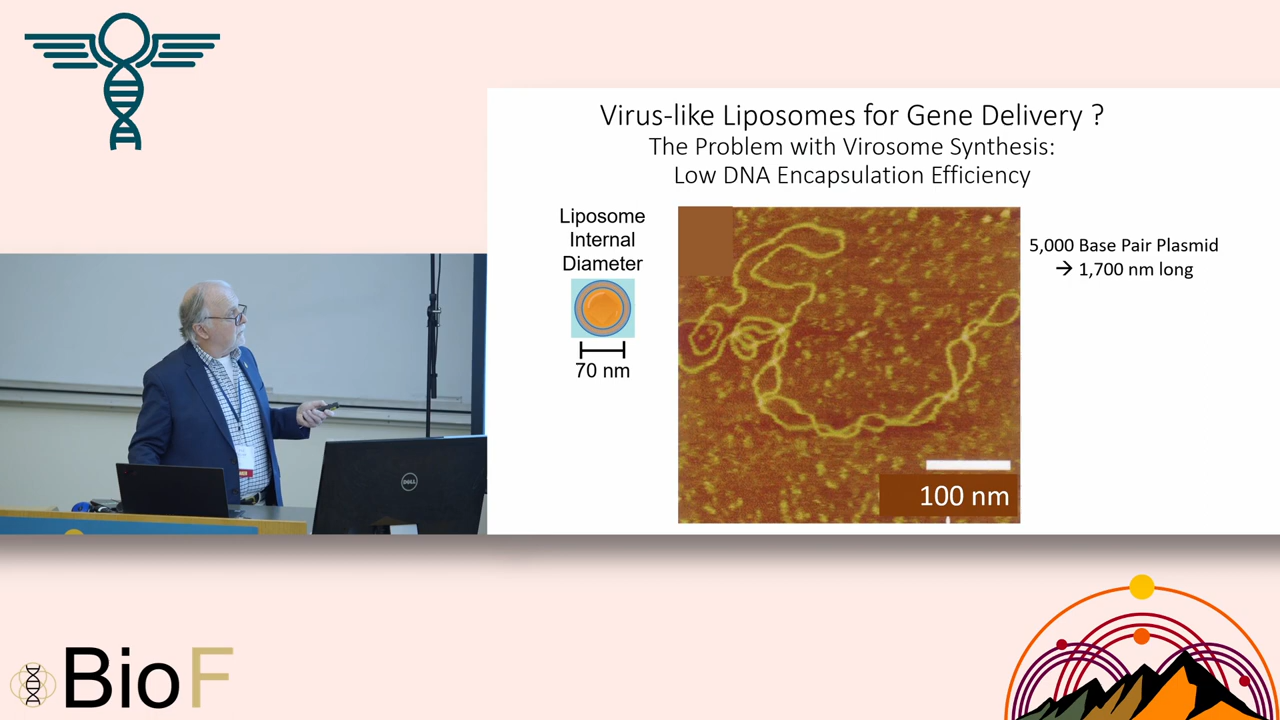 Virus-like Liposomes for Gene Delivery ?
The Problem with Virosome Synthesis:
Low DNA Encapsulation Efficiency
Liposome
Internal
Diameter
70 nm
5,000 Base Pair Plasmid
→ 1,700 nm long
100 nm
DELL
BioF